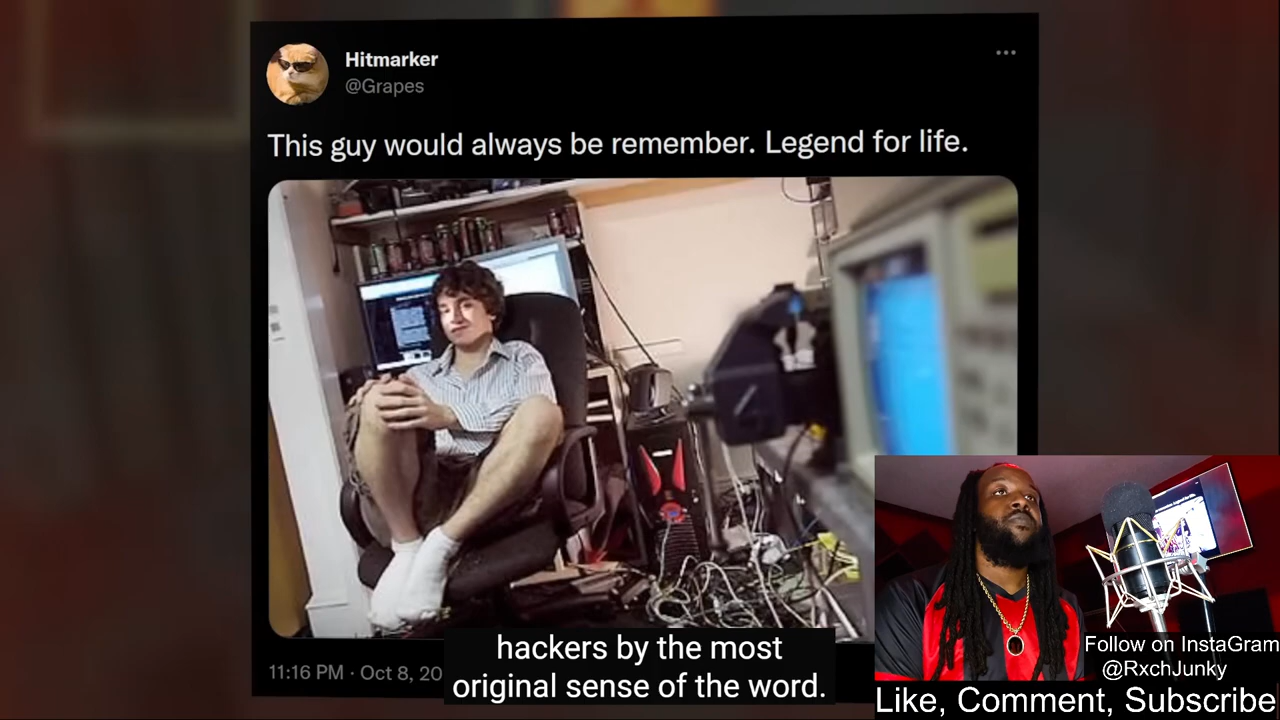 Hitmarker
@Grapes
This guy would always be remember. Legend for life.
11:16 PM · Oct 8, 20
hackers by the most
original sense of the word.
Follow on InstaGram
@RxchJunky
Like, Comment, Subscribe